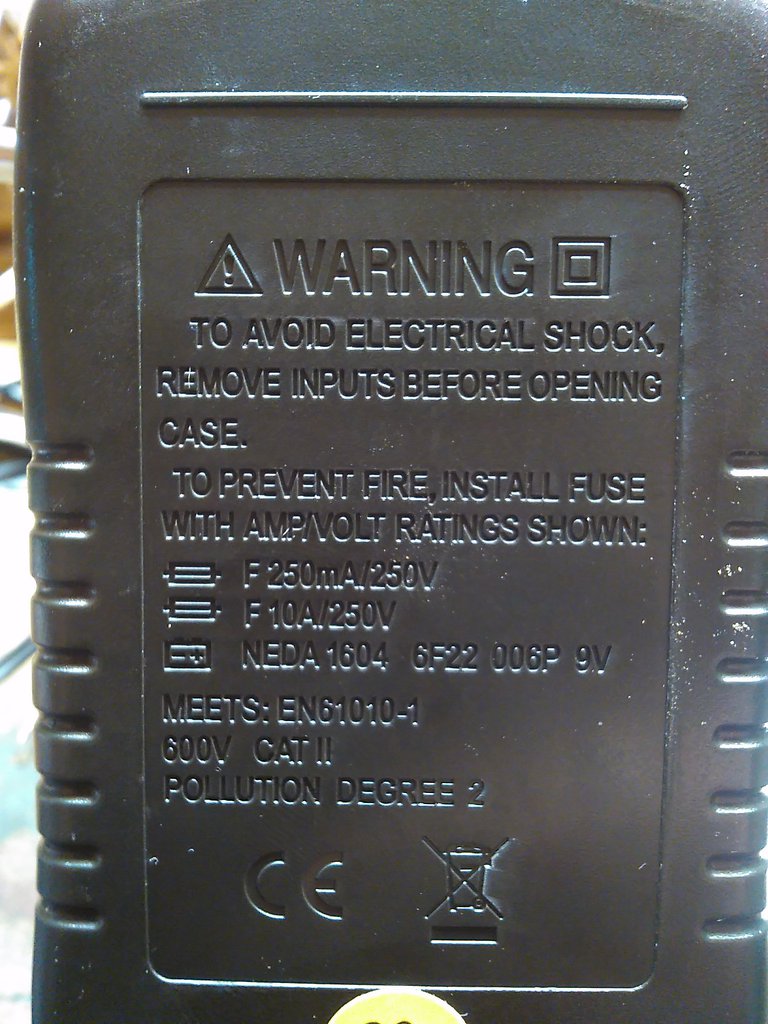 WARNING
TO AVOID ELECTRICAL SHOCK,
REMOVE INPUTS BEFORE OPENING
CASE.
TO PREVENT FIRE, INSTALL FUSE
WITH AMP/VOLT RATINGS SHOWN:
F 250mA/250V
F 10A/250V
NEDA 1604 6F22 006P 9V
MEETS: EN61010-1
600V CAT II
POLLUTION DEGREE 2
CE